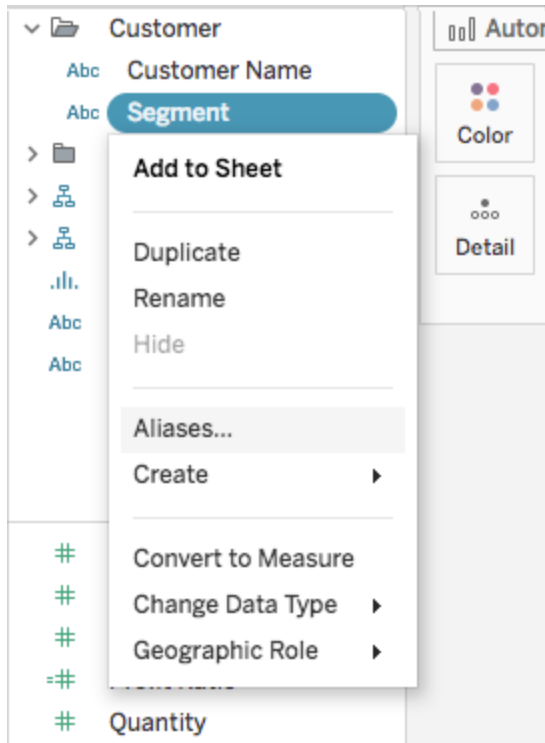 Customer
Autor
Abc Customer Name
Abc Segment
Color
Add to Sheet
Detail
Duplicate
Rename
Abc
Hide
Abc
Aliases...
Create
Convert to Measure
Change Data Type
Geographic Role
Quantity